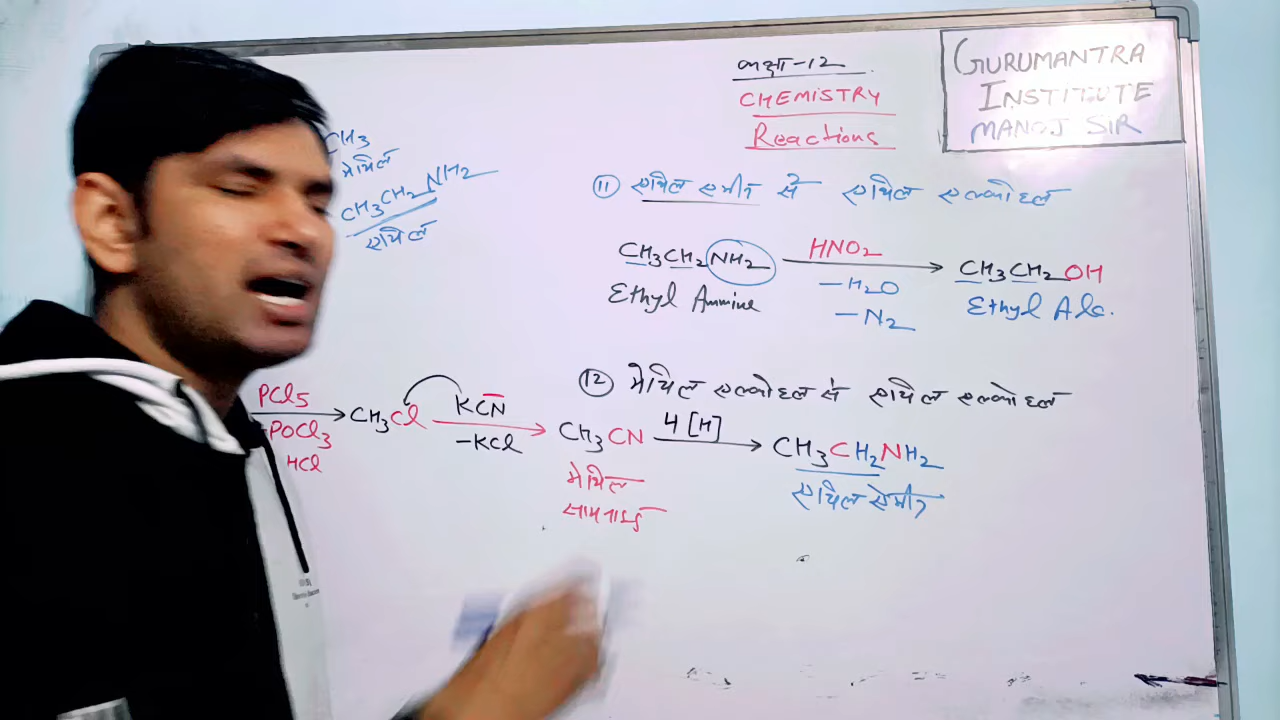 कक्षा-12
CHEMISTRY
Reactions
GURUMANTRA
INSTITUTE
MANOJ SIR
CH3
मेथिल
CH3CH2NH2
एथिल
11 एथिल एमीन से एथिल एल्कोहल
CH3CH2NH2 HNO2 CH3CH2OH
-H2O
-N2
Ethyl Ammine Ethyl Alc.
12 मेथिल एल्कोहल से एथिल एल्कोहल
PCl5 CH3Cl KCN CH3CN 4[H] CH3CH2NH2
-POCl3 -KCl
HCl
मेथिल
सायनाइड
एथिल ऐमीन